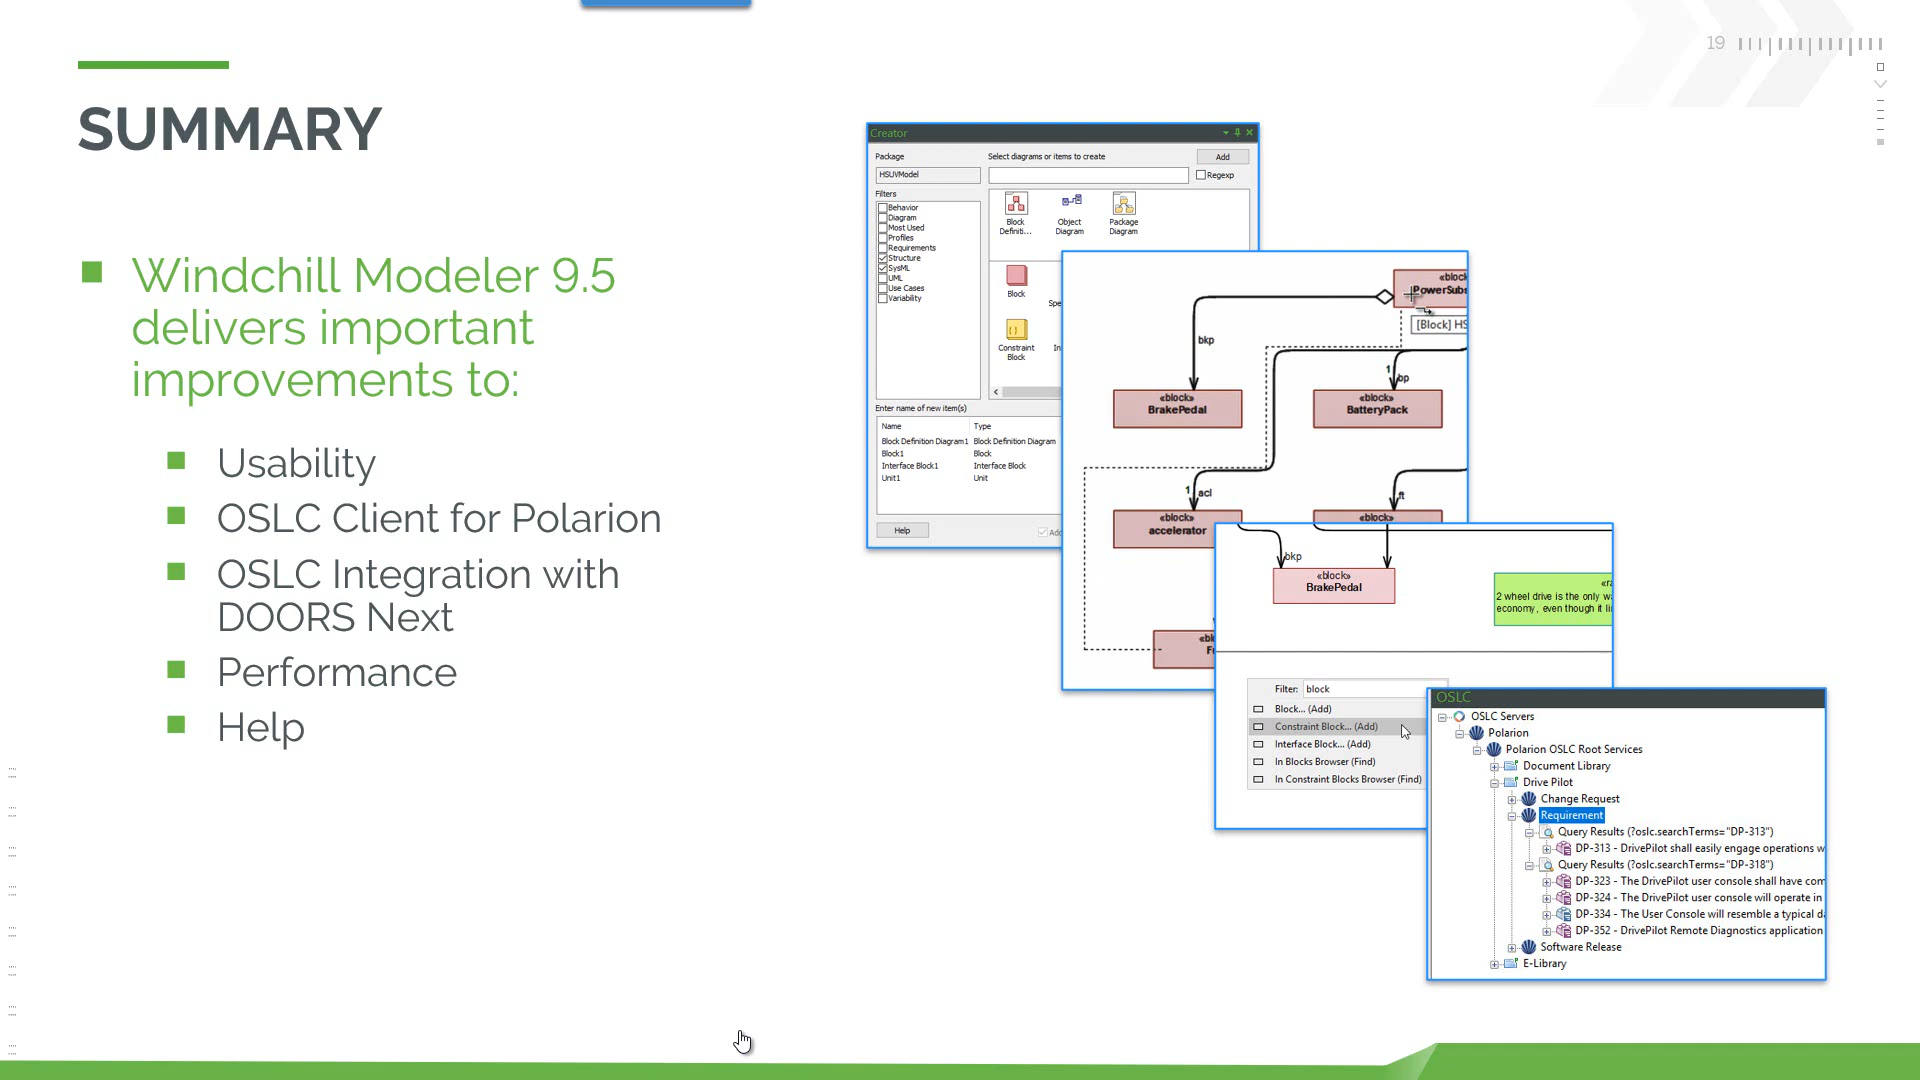 19
SUMMARY
Windchill Modeler 9.5
delivers important
improvements to:
Usability
OSLC Client for Polarion
OSLC Integration with
DOORS Next
Performance
Help
Creator
Package
Select diagrams or items to create
Add
HSUVModel
Regexp
Filters
Behavior
Diagram
Most Used
Profiles
Requirements
Structure
SysML
UML
Use Cases
Variability
Block
Definiti...
Object
Diagram
Package
Diagram
Block
Spe
Constraint
Block
In
Enter name of new item(s)
Name Type
Block Definition Diagram1 Block Definition Diagram
Block1 Block
Interface Block1 Interface Block
Unit1 Unit
Help
Add
«block
PowerSubs
[Block] HS
bkp
1
bp
«block»
BrakePedal
«block»
BatteryPack
1
acl
ft
«block»
accelerator
«block»
«bl
F
bkp
«block»
BrakePedal
«ra
2 wheel drive is the only w
economy, even though it li
Filter: block
Block... (Add)
Constraint Block... (Add)
Interface Block... (Add)
In Blocks Browser (Find)
In Constraint Blocks Browser (Find)
OSLC
OSLC Servers
Polarion
Polarion OSLC Root Services
Document Library
Drive Pilot
Change Request
Requirement
Query Results (?oslc.searchTerms="DP-313")
DP-313 - DrivePilot shall easily engage operations w
Query Results (?oslc.searchTerms="DP-318")
DP-323 - The DrivePilot user console shall have com
DP-324 - The DrivePilot user console will operate in
DP-334 - The User Console will resemble a typical d
DP-352 - DrivePilot Remote Diagnostics application
Software Release
E-Library